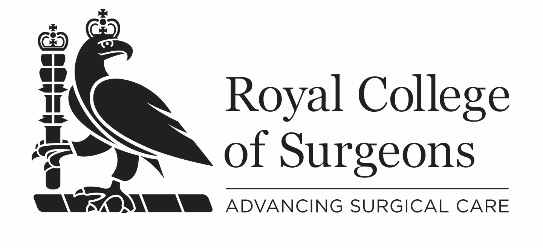 Royal College
of Surgeons
ADVANCING SURGICAL CARE